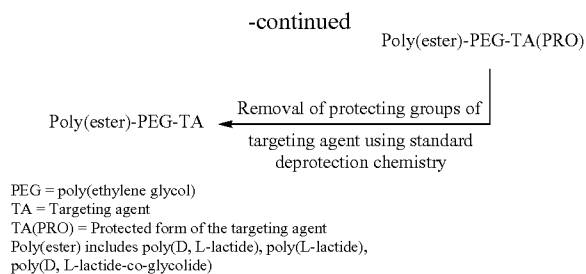 -continued
Poly(ester)-PEG-TA(PRO)
Removal of protecting groups of
Poly(ester)-PEG-TA
targeting agent using standard
deprotection chemistry
PEG = poly(ethylene glycol)
TA = Targeting agent
TA(PRO) = Protected form of the targeting agent
Poly(ester) includes poly(D, L-lactide), poly(L-lactide),
poly(D, L-lactide-co-glycolide)